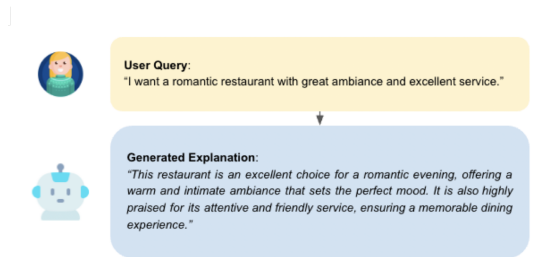 User Query:
“I want a romantic restaurant with great ambiance and excellent service.”
Generated Explanation:
“This restaurant is an excellent choice for a romantic evening, offering a
warm and intimate ambiance that sets the perfect mood. It is also highly
praised for its attentive and friendly service, ensuring a memorable dining
experience.”